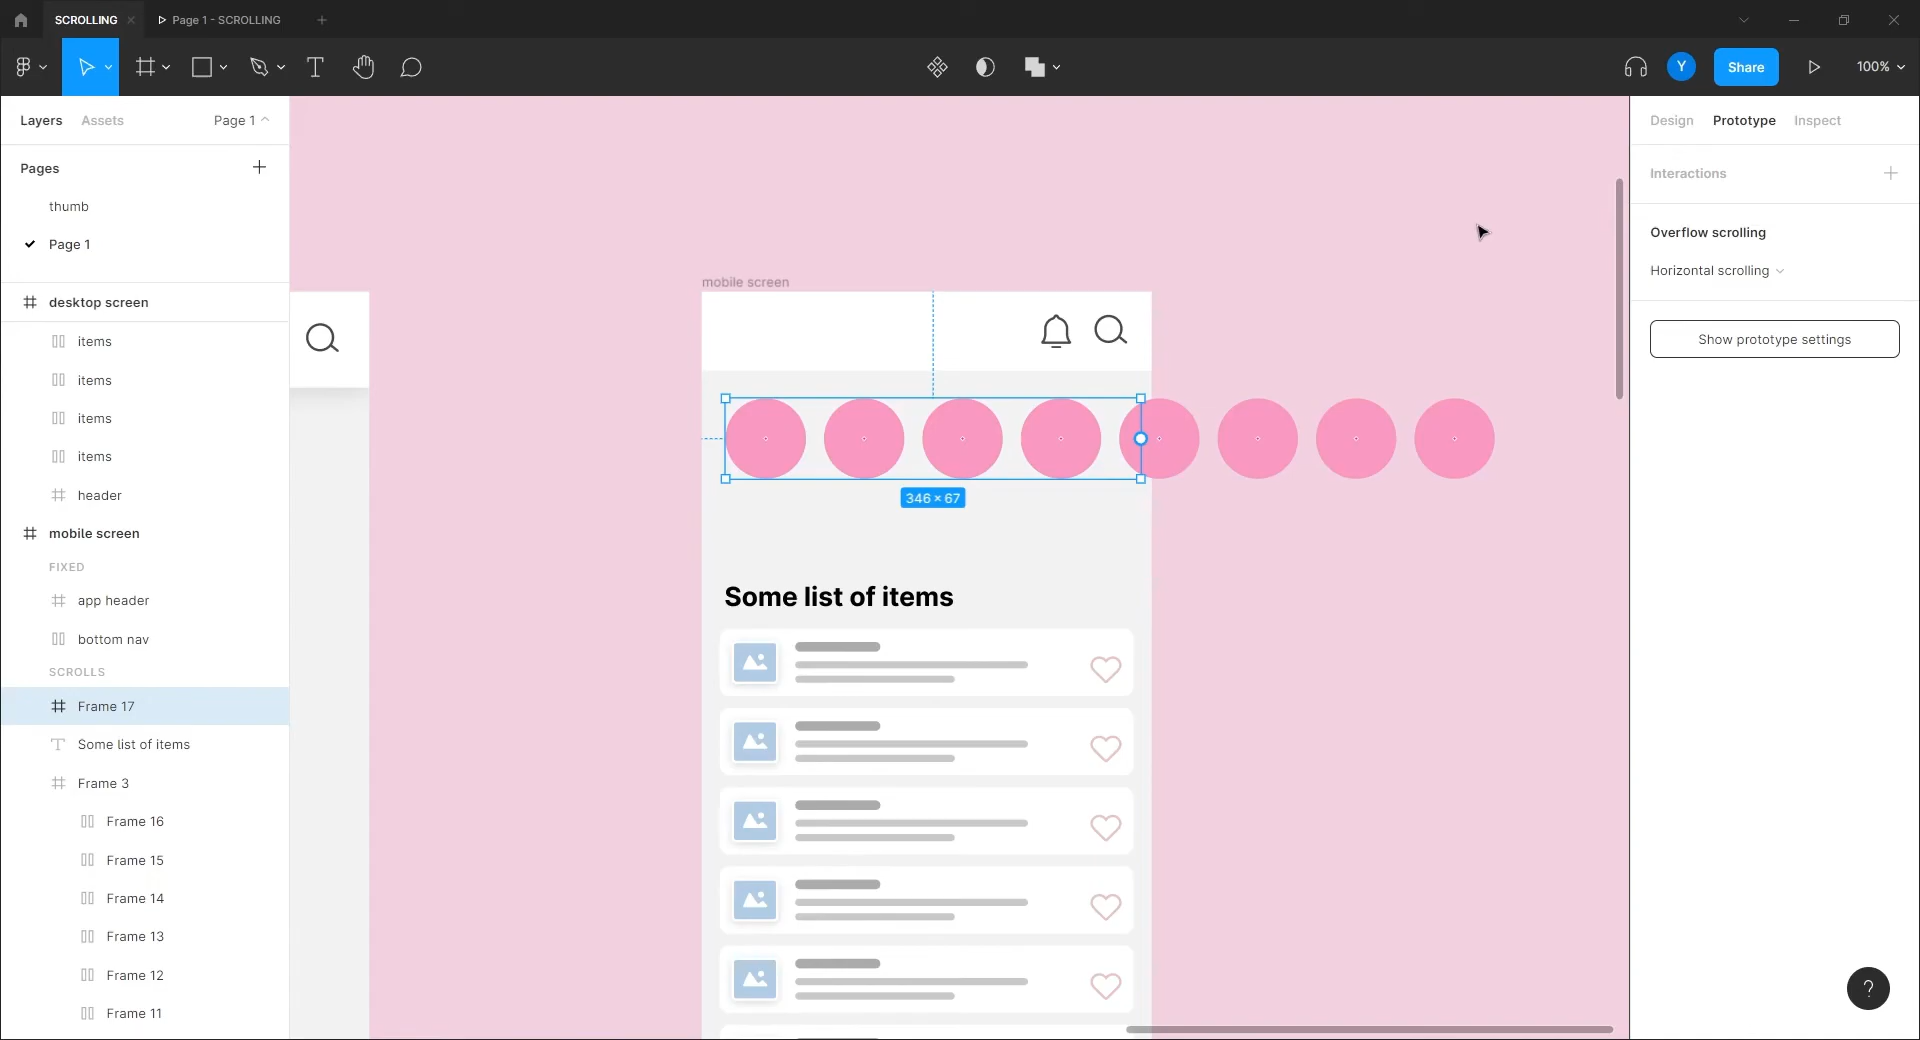 SCROLLING
Page 1 - SCROLLING
Y
Share
100%
Layers
Assets
Page 1
Pages
thumb
Page 1
desktop screen
items
items
items
items
header
mobile screen
FIXED
app header
bottom nav
SCROLLS
Frame 17
Some list of items
Frame 3
Frame 16
Frame 15
Frame 14
Frame 13
Frame 12
Frame 11
mobile screen
346 × 67
Some list of items
Design
Prototype
Inspect
Interactions
Overflow scrolling
Horizontal scrolling
Show prototype settings
?